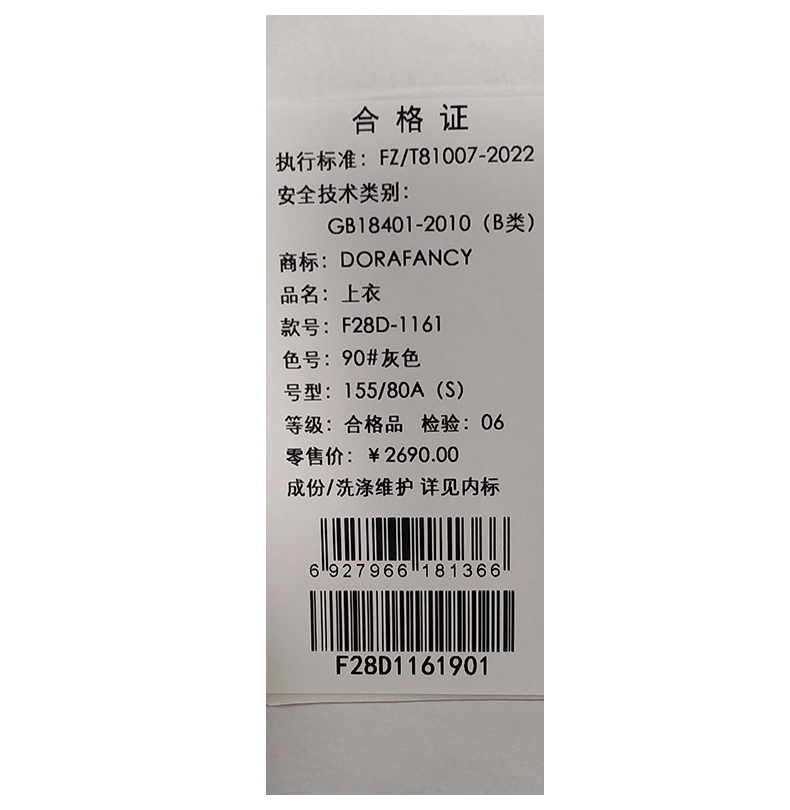 合格证
执行标准：FZ/T81007-2022
安全技术类别：
GB18401-2010（B类）
商标：DORAFANCY
品名：上衣
款号：F28D-1161
色号：90#灰色
号型：155/80A（S）
等级：合格品 检验：06
零售价：￥2690.00
成份/洗涤维护 详见内标
6 927966 181366
F28D1161901